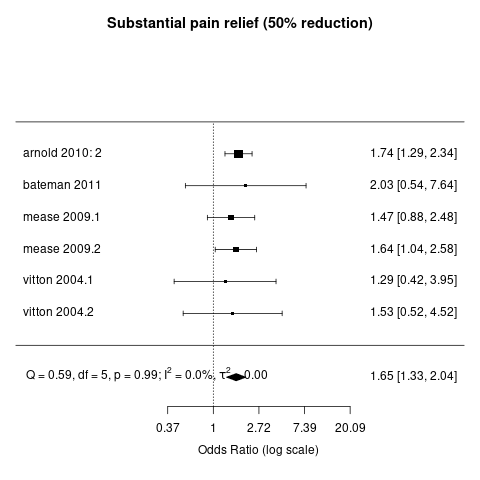 Substantial pain relief (50% reduction)
arnold 2010: 2 1.74 [1.29, 2.34]
bateman 2011 2.03 [0.54, 7.64]
mease 2009.1 1.47 [0.88, 2.48]
mease 2009.2 1.64 [1.04, 2.58]
vitton 2004.1 1.29 [0.42, 3.95]
vitton 2004.2 1.53 [0.52, 4.52]
Q = 0.59, df = 5, p = 0.99; I² = 0.0%, τ² 0.00 1.65 [1.33, 2.04]
0.37 1 2.72 7.39 20.09
Odds Ratio (log scale)